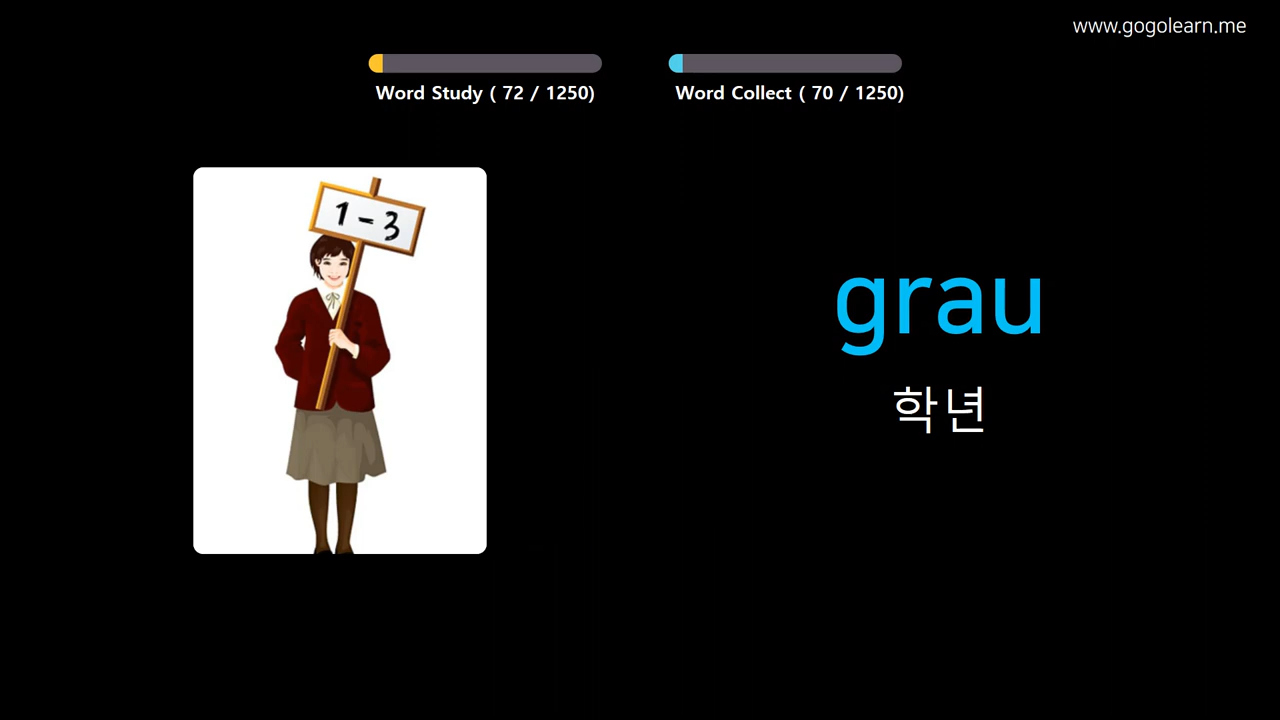 www.gogolearn.me
Word Study ( 72 / 1250)
Word Collect ( 70 / 1250)
1 - 3
grau
학년